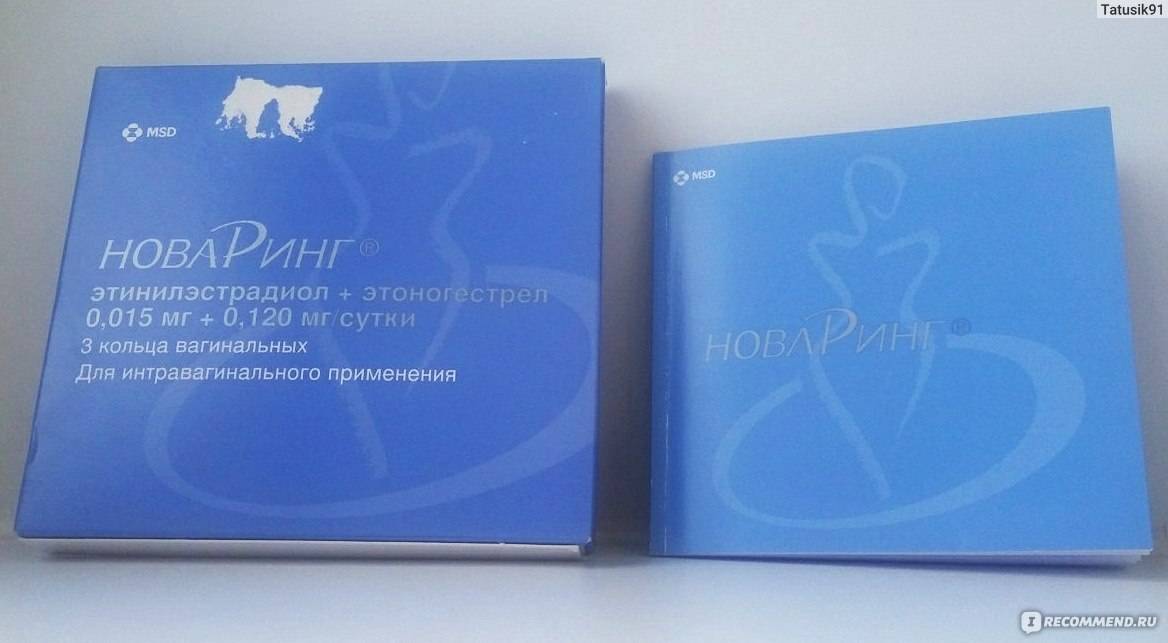 Tatusik91
MSD
НОВАРИНГ®
этинилэстрадиол + этоногестрел
0,015 мг + 0,120 мг/сутки
3 кольца вагинальных
Для интравагинального применения
MSD
НОВАРИНГ®
IRECOMMEND.RU